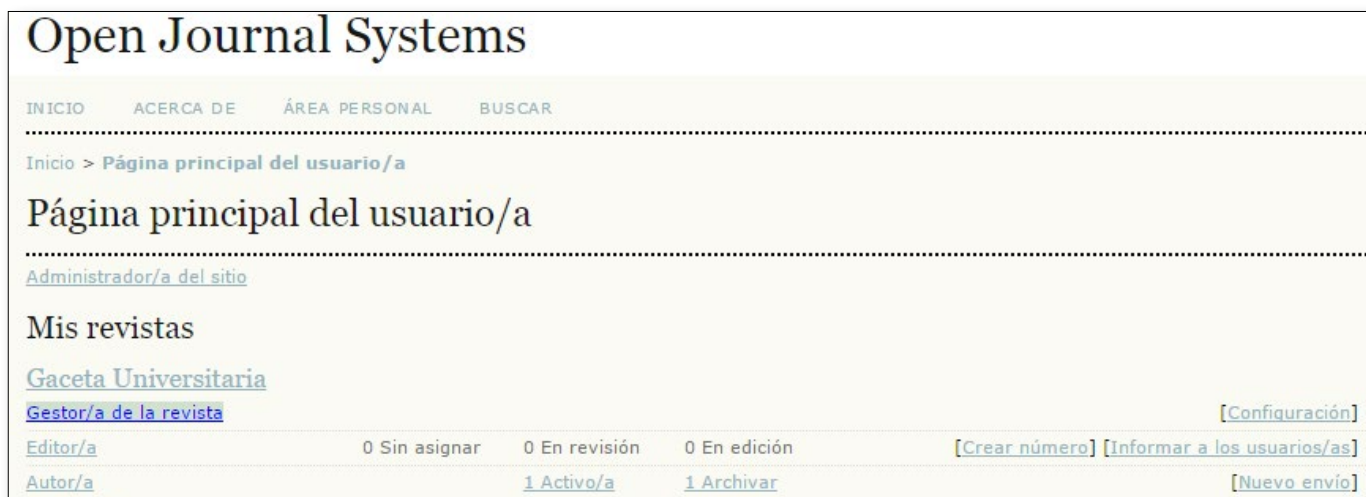 Open Journal Systems
INICIO ACERCA DE ÁREA PERSONAL BUSCAR
Inicio > Página principal del usuario/a
Página principal del usuario/a
Administrador/a del sitio
Mis revistas
Gaceta Universitaria
Gestor/a de la revista [Configuración]
Editor/a 0 Sin asignar 0 En revisión 0 En edición [Crear número] [Informar a los usuarios/as]
Autor/a 1 Activo/a 1 Archivar [Nuevo envío]